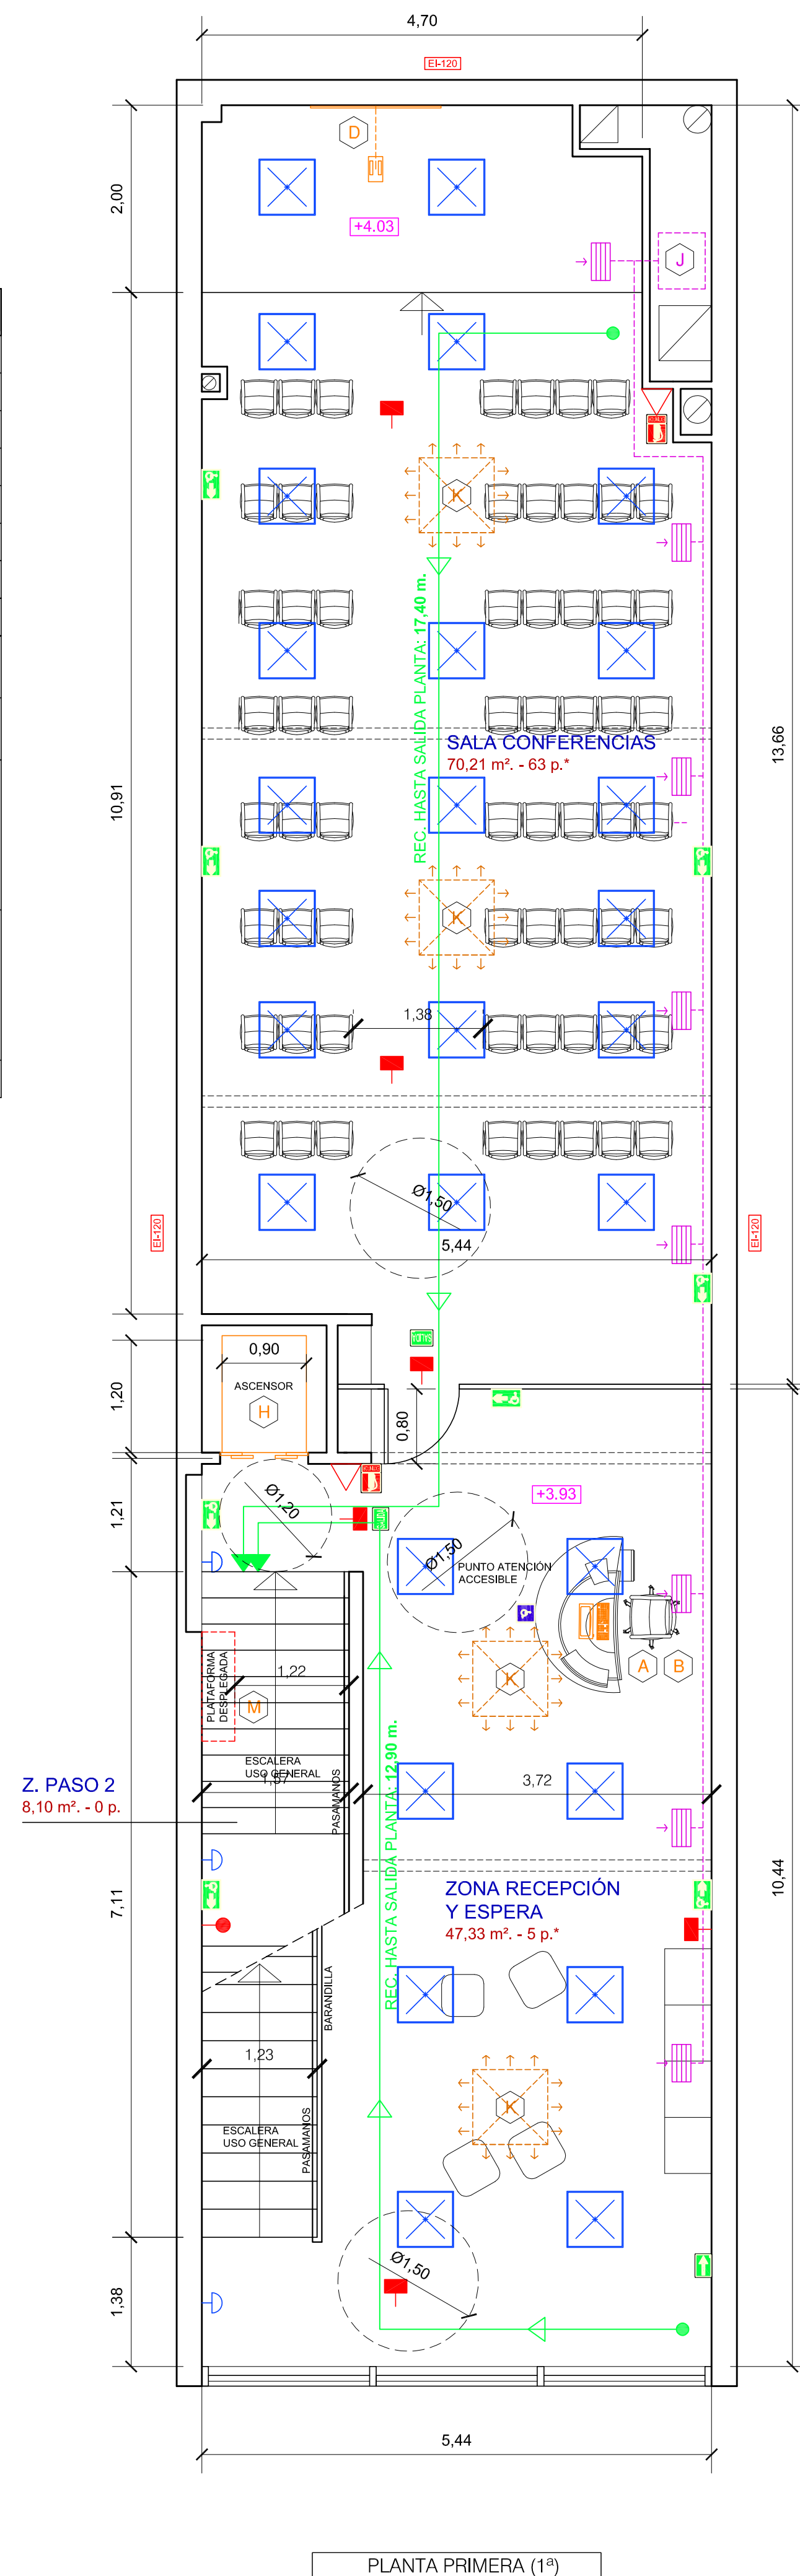 4,70
EI-120
D
2,00
+4.03
J
K
REC. HASTA SALIDA PLANTA: 17,40 m.
SALA CONFERENCIAS
70,21 m². - 63 p.*
13,66
10,91
K
1,38
Ø1,50
5,44
EI-120
EI-120
0,90
ASCENSOR
H
1,20
0,80
+3.93
1,21
Ø1,20
Ø1,50
PUNTO ATENCIÓN
ACCESIBLE
A
B
K
PLATAFORMA
DESPLEGADA
1,22
M
ESCALERA
USO GENERAL
1,57
PASAMANOS
3,72
Z. PASO 2
8,10 m². - 0 p.
REC. HASTA SALIDA PLANTA: 12,90 m.
7,11
10,44
ZONA RECEPCIÓN
Y ESPERA
47,33 m². - 5 p.*
BARANDILLA
1,23
K
ESCALERA
USO GENERAL
PASAMANOS
Ø1,50
1,38
5,44
PLANTA PRIMERA (1ª)